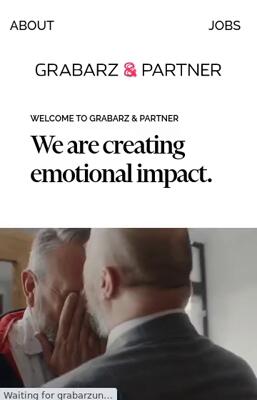 ABOUT JOBS
GRABARZ & PARTNER
WELCOME TO GRABARZ & PARTNER
We are creating
emotional impact.
Waiting for grabarzun...